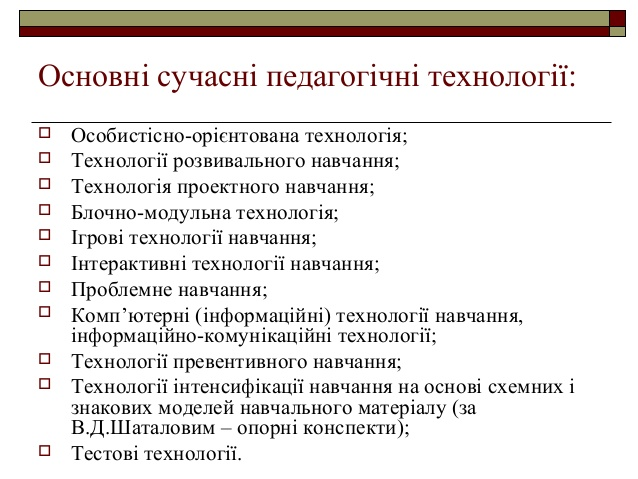 Основні сучасні педагогічні технології:
Особистісно-орієнтована технологія;
Технології розвивального навчання;
Технологія проектного навчання;
Блочно-модульна технологія;
Ігрові технології навчання;
Інтерактивні технології навчання;
Проблемне навчання;
Комп’ютерні (інформаційні) технології навчання,
інформаційно-комунікаційні технології;
Технології превентивного навчання;
Технології інтенсифікації навчання на основі схемних і
знакових моделей навчального матеріалу (за
В.Д.Шаталовим – опорні конспекти);
Тестові технології.